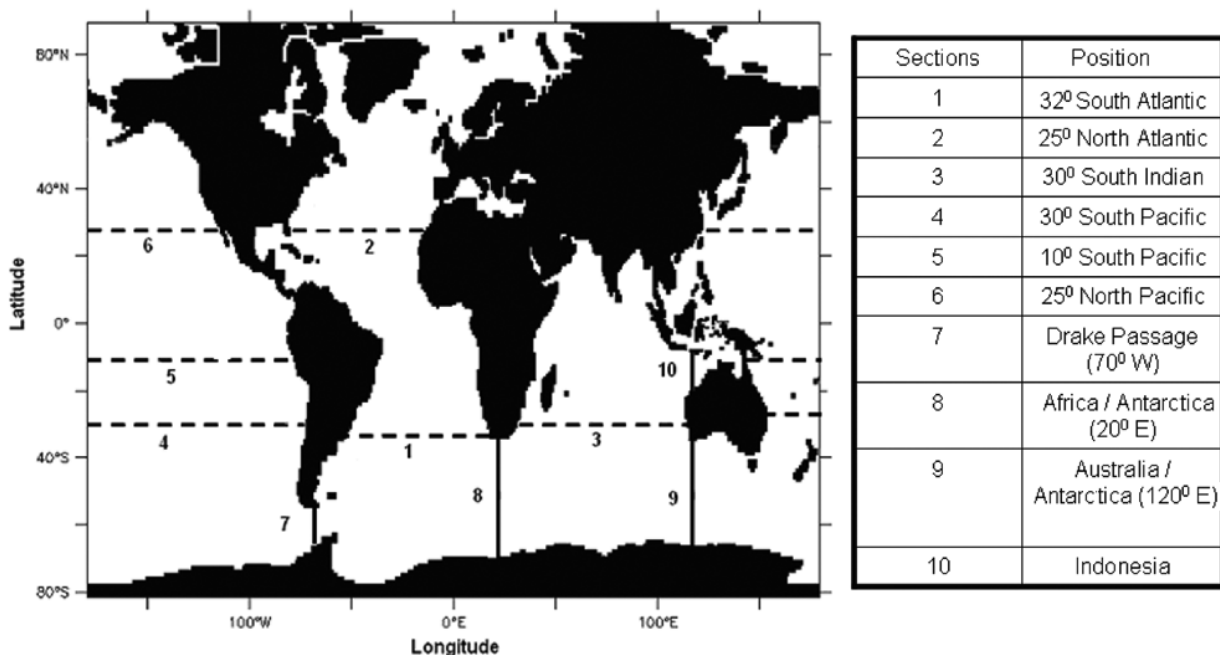 80°N
40°N
0°
40°S
80°S
Latitude
100°W
0°E
100°E
Longitude
6
2
5
10
4
1
3
7
8
9
Sections Position
1 32⁰ South Atlantic
2 25⁰ North Atlantic
3 30⁰ South Indian
4 30⁰ South Pacific
5 10⁰ South Pacific
6 25⁰ North Pacific
7 Drake Passage
(70⁰ W)
8 Africa / Antarctica
(20⁰ E)
9 Australia /
Antarctica (120⁰ E)
10 Indonesia